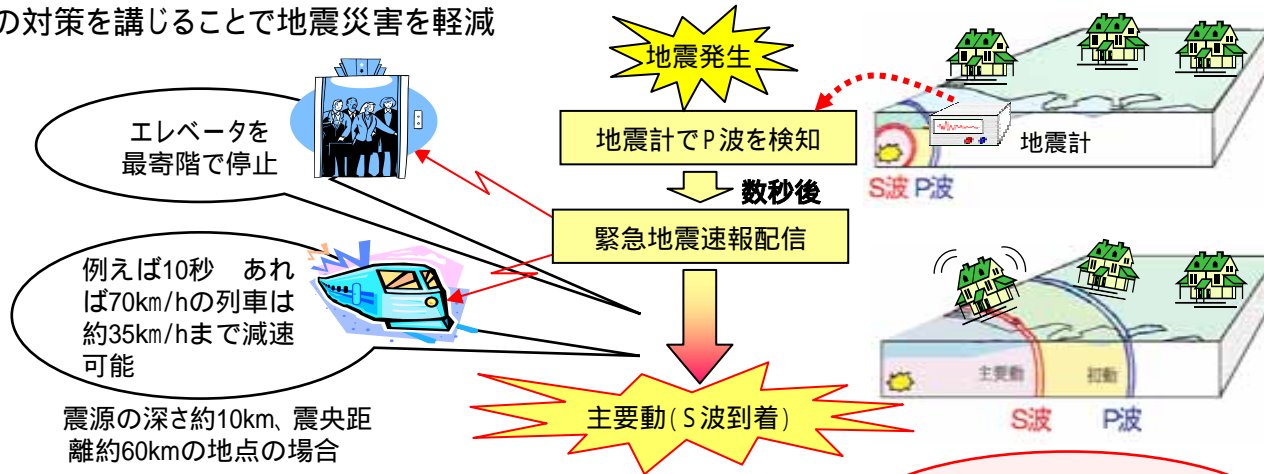 の対策を講じることで地震災害を軽減
地震発生
エレベータを
最寄階で停止
地震計でP波を検知
地震計
S波 P波
数秒後
緊急地震速報配信
例えば10秒 あれ
ば70km/hの列車は
約35km/hまで減速
可能
主要動
初動
S波 P波
主要動(S波到着)
震源の深さ約10km、震央距
離約60kmの地点の場合